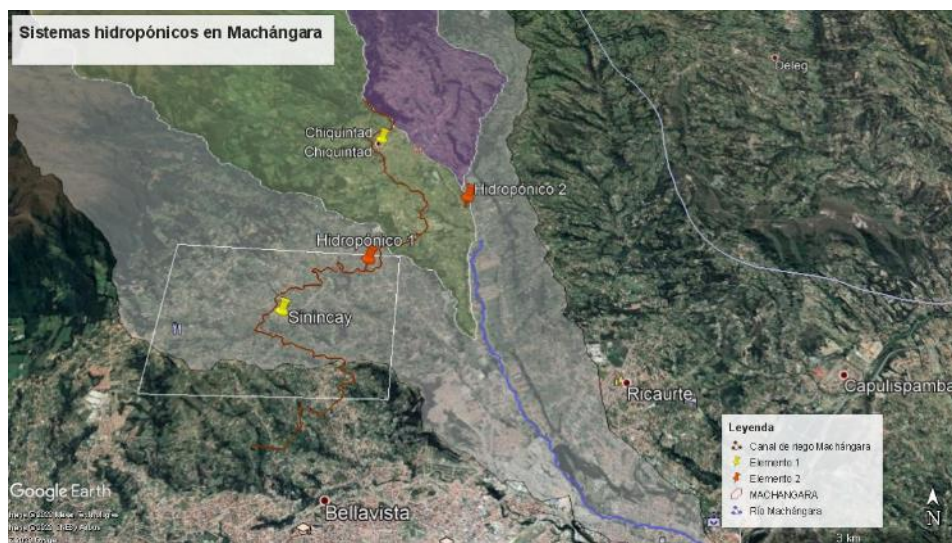 Sistemas hidropónicos en Machángara
Deleg
Chiquintad
Chiquintad
Hidropónico 2
Hidropónico 1
Sinincay
Ricaurte
Capulispamba
Bellavista
Leyenda
Canal de riego Machángara
Elemento 1
Elemento 2
MACHANGARA
Río Machángara
Google Earth
N
3 km